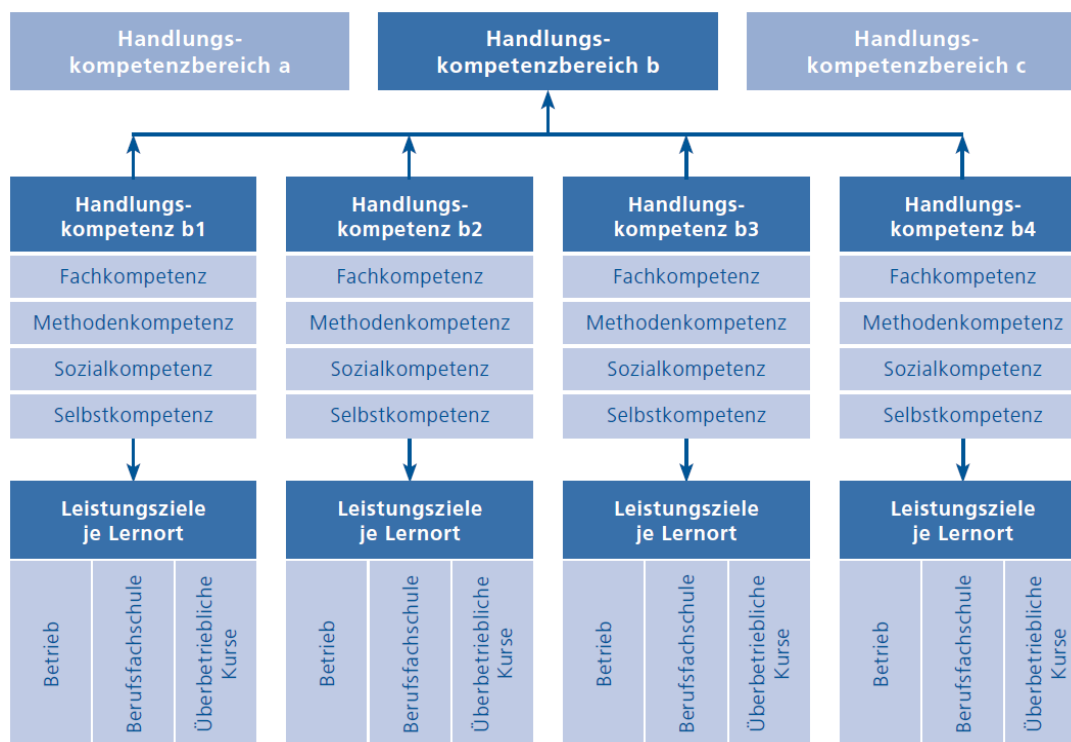 Handlungs-
kompetenzbereich a
Handlungs-
kompetenzbereich b
Handlungs-
kompetenzbereich c
Handlungs-
kompetenz b1
Fachkompetenz
Methodenkompetenz
Sozialkompetenz
Selbstkompetenz
Leistungsziele
je Lernort
Betrieb
Berufsfachschule
Überbetriebliche
Kurse
Handlungs-
kompetenz b2
Fachkompetenz
Methodenkompetenz
Sozialkompetenz
Selbstkompetenz
Leistungsziele
je Lernort
Betrieb
Berufsfachschule
Überbetriebliche
Kurse
Handlungs-
kompetenz b3
Fachkompetenz
Methodenkompetenz
Sozialkompetenz
Selbstkompetenz
Leistungsziele
je Lernort
Betrieb
Berufsfachschule
Überbetriebliche
Kurse
Handlungs-
kompetenz b4
Fachkompetenz
Methodenkompetenz
Sozialkompetenz
Selbstkompetenz
Leistungsziele
je Lernort
Betrieb
Berufsfachschule
Überbetriebliche
Kurse